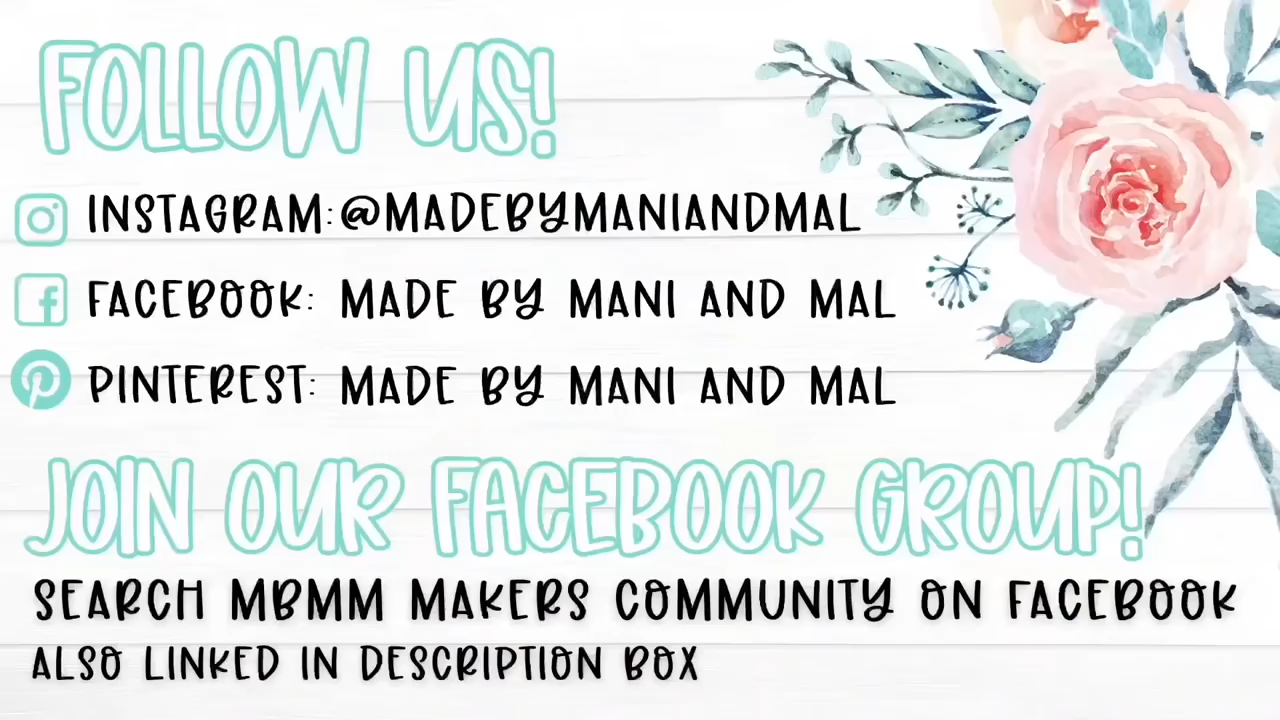 FOLLOW US!
INSTAGRAM:@MADEBYMANIANDMAL
FACEBOOK: MADE BY MANI AND MAL
PINTEREST: MADE BY MANI AND MAL
JOIN OUR FACEBOOK GROUP!
SEARCH MBMM MAKERS COMMUNITY ON FACEBOOK
ALSO LINKED IN DESCRIPTION BOX